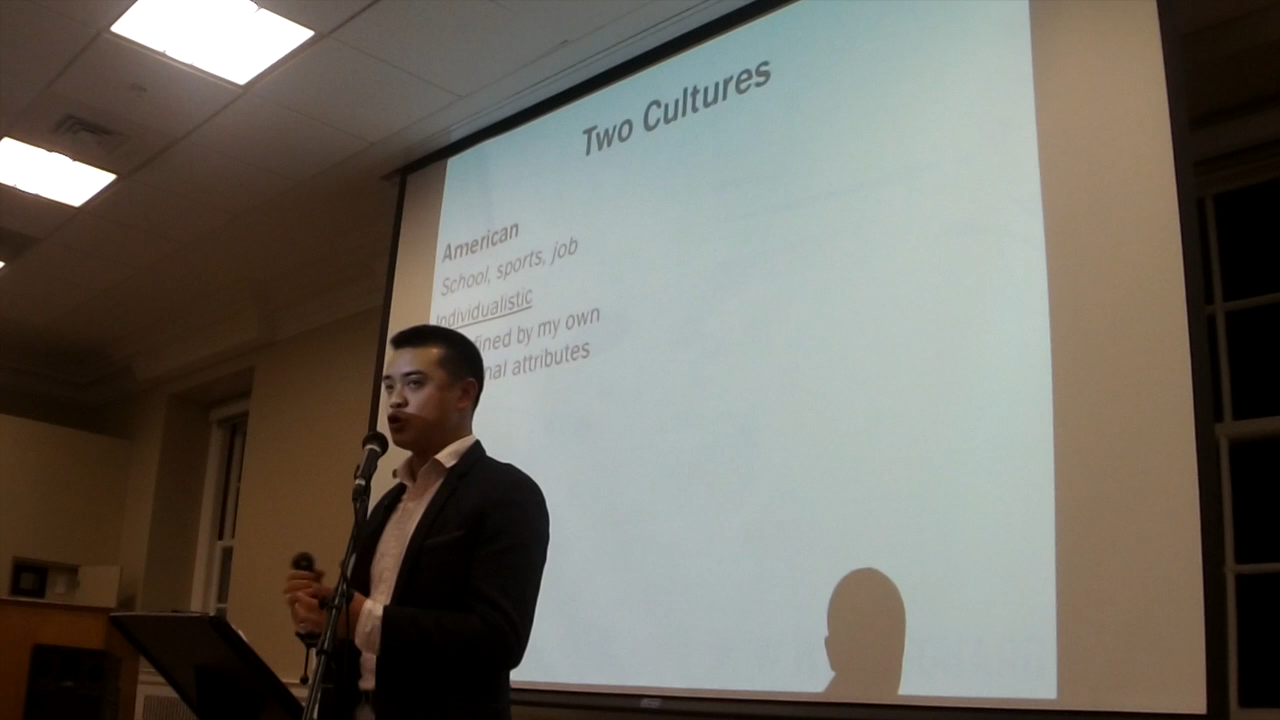 Two Cultures
American
School, sports, job
Individualistic
fined by my own
nal attributes